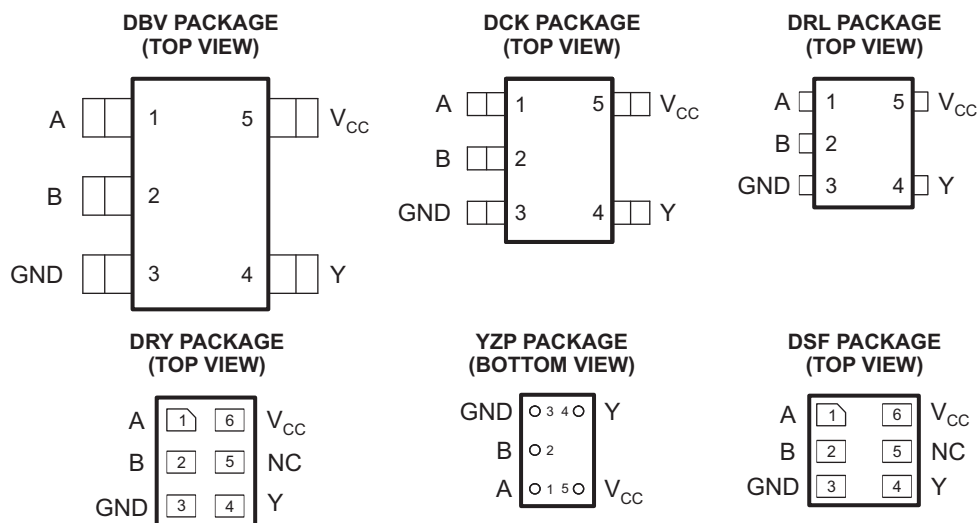 DBV PACKAGE
(TOP VIEW)
A 1 5 VCC
B 2
GND 3 4 Y
DCK PACKAGE
(TOP VIEW)
A 1 5 VCC
B 2
GND 3 4 Y
DRL PACKAGE
(TOP VIEW)
A 1 5 VCC
B 2
GND 3 4 Y
DRY PACKAGE
(TOP VIEW)
A 1 6 VCC
B 2 5 NC
GND 3 4 Y
YZP PACKAGE
(BOTTOM VIEW)
GND 3 4 Y
B 2
A 1 5 VCC
DSF PACKAGE
(TOP VIEW)
A 1 6 VCC
B 2 5 NC
GND 3 4 Y